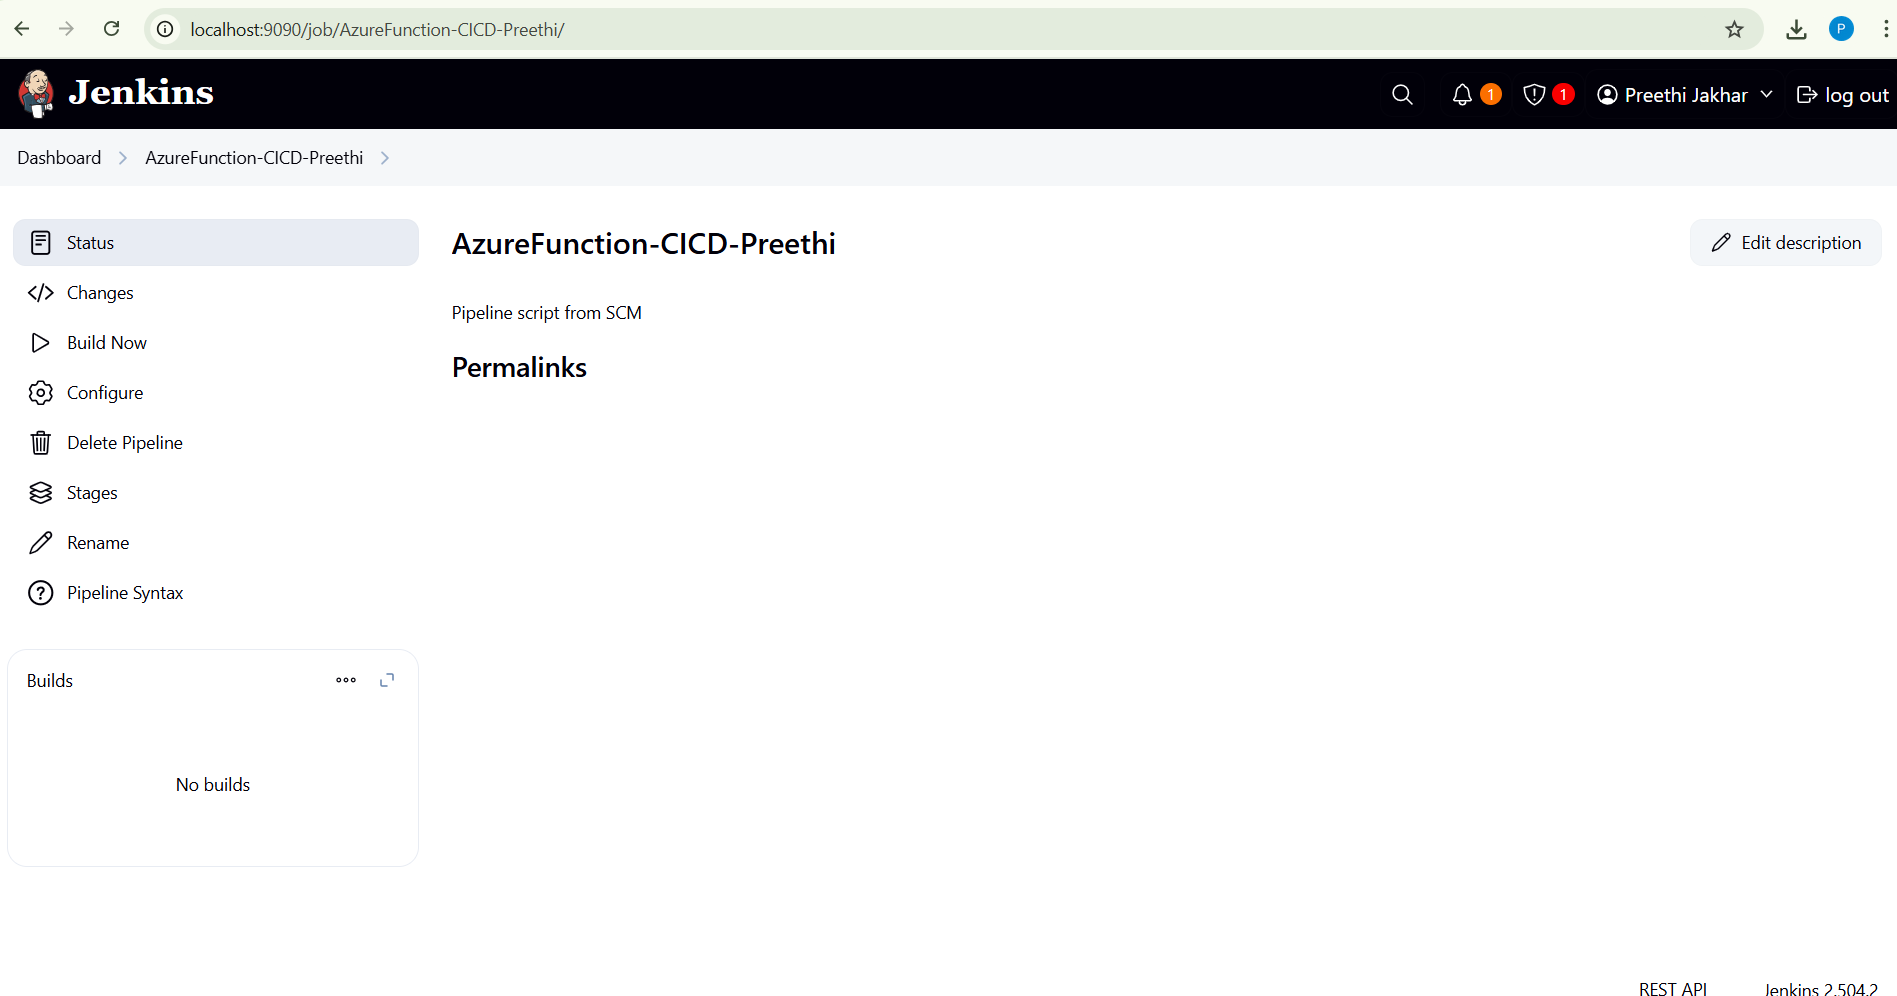 localhost:9090/job/AzureFunction-CICD-Preethi/
P
Jenkins
1
1
Preethi Jakhar
log out
Dashboard
AzureFunction-CICD-Preethi
Status
Changes
Build Now
Configure
Delete Pipeline
Stages
Rename
Pipeline Syntax
Builds
No builds
AzureFunction-CICD-Preethi
Edit description
Pipeline script from SCM
Permalinks
REST API
Jenkins 2.504.2